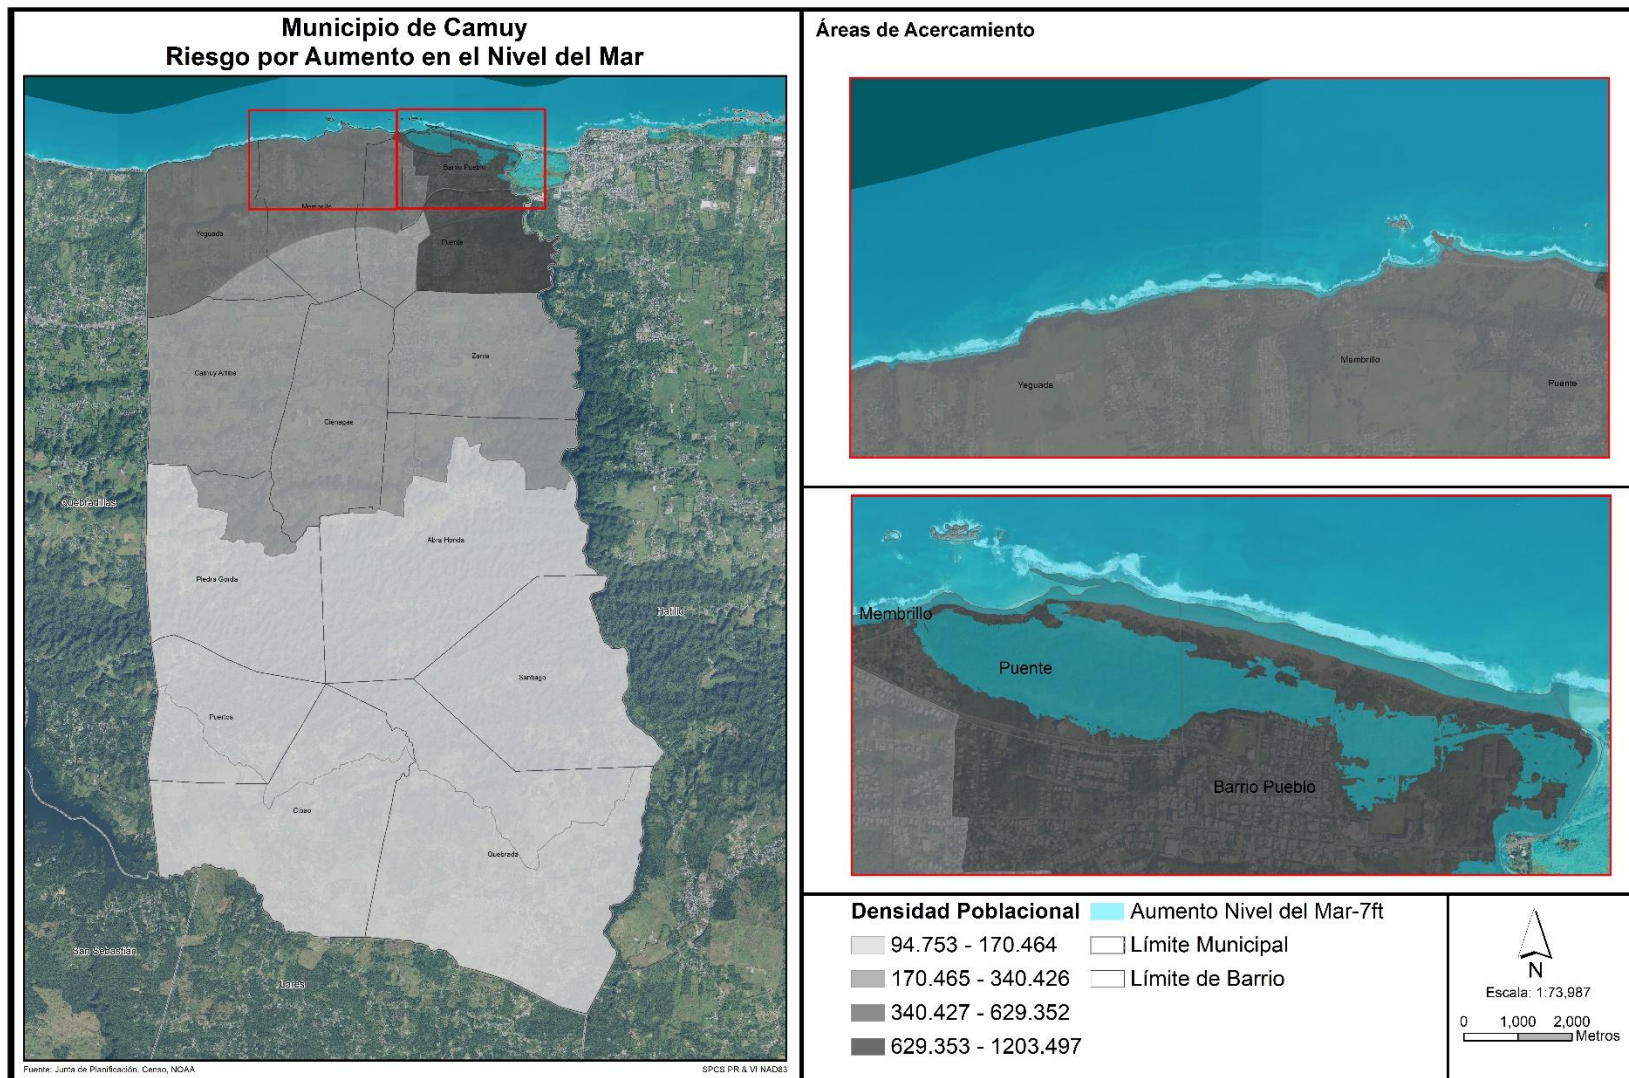 Municipio de Camuy
Riesgo por Aumento en el Nivel del Mar
Barrio Pueblo
Membrillo
Yeguada
Puente
Zanja
Camuy Arriba
Cienagas
Quebradillas
Abra Honda
Piedra Gorda
Hatillo
Santiago
Puertos
Cibao
Quebrada
San Sebastián
Lares
Fuente: Junta de Planificación, Censo, NOAA
SPCS PR & VI NAD83
Áreas de Acercamiento
Membrillo
Yeguada
Puente
Membrillo
Puente
Barrio Pueblo
Densidad Poblacional
94.753 - 170.464
170.465 - 340.426
340.427 - 629.352
629.353 - 1203.497
Aumento Nivel del Mar-7ft
Límite Municipal
Límite de Barrio
N
Escala: 1:73,987
0 1,000 2,000
Metros